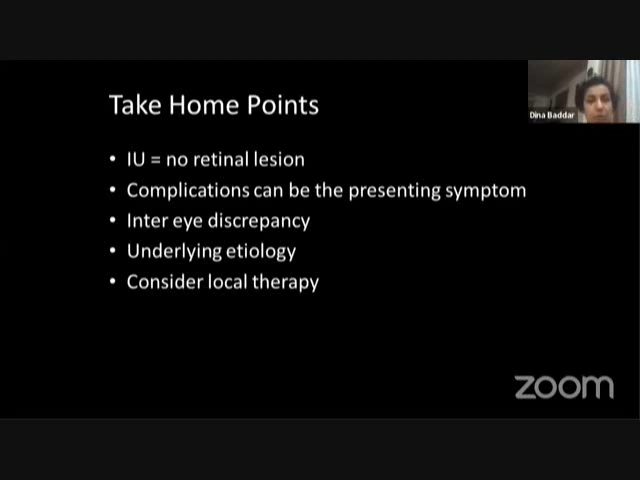 Take Home Points
Dina Baddar
• IU = no retinal lesion
• Complications can be the presenting symptom
• Inter eye discrepancy
• Underlying etiology
• Consider local therapy
zoom